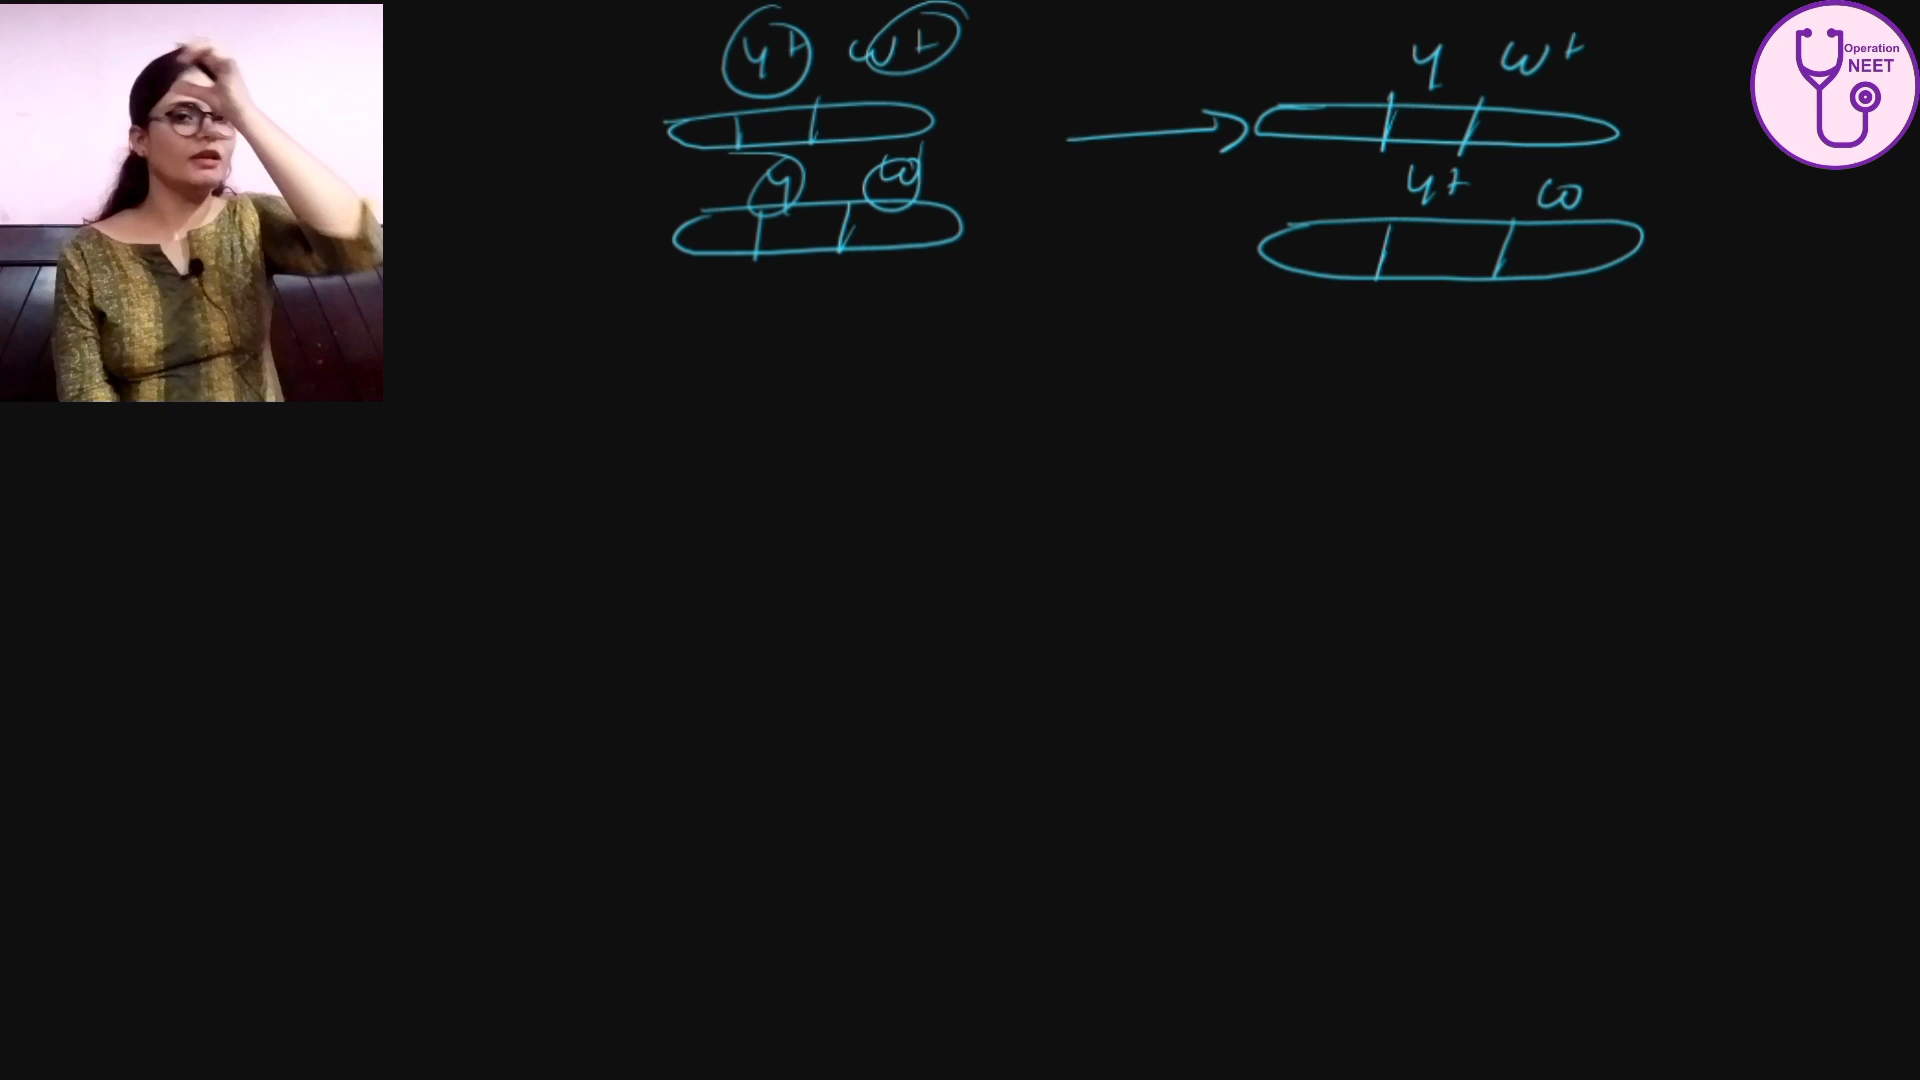 y+ w+
y w
y w+
y+ w
Operation
NEET